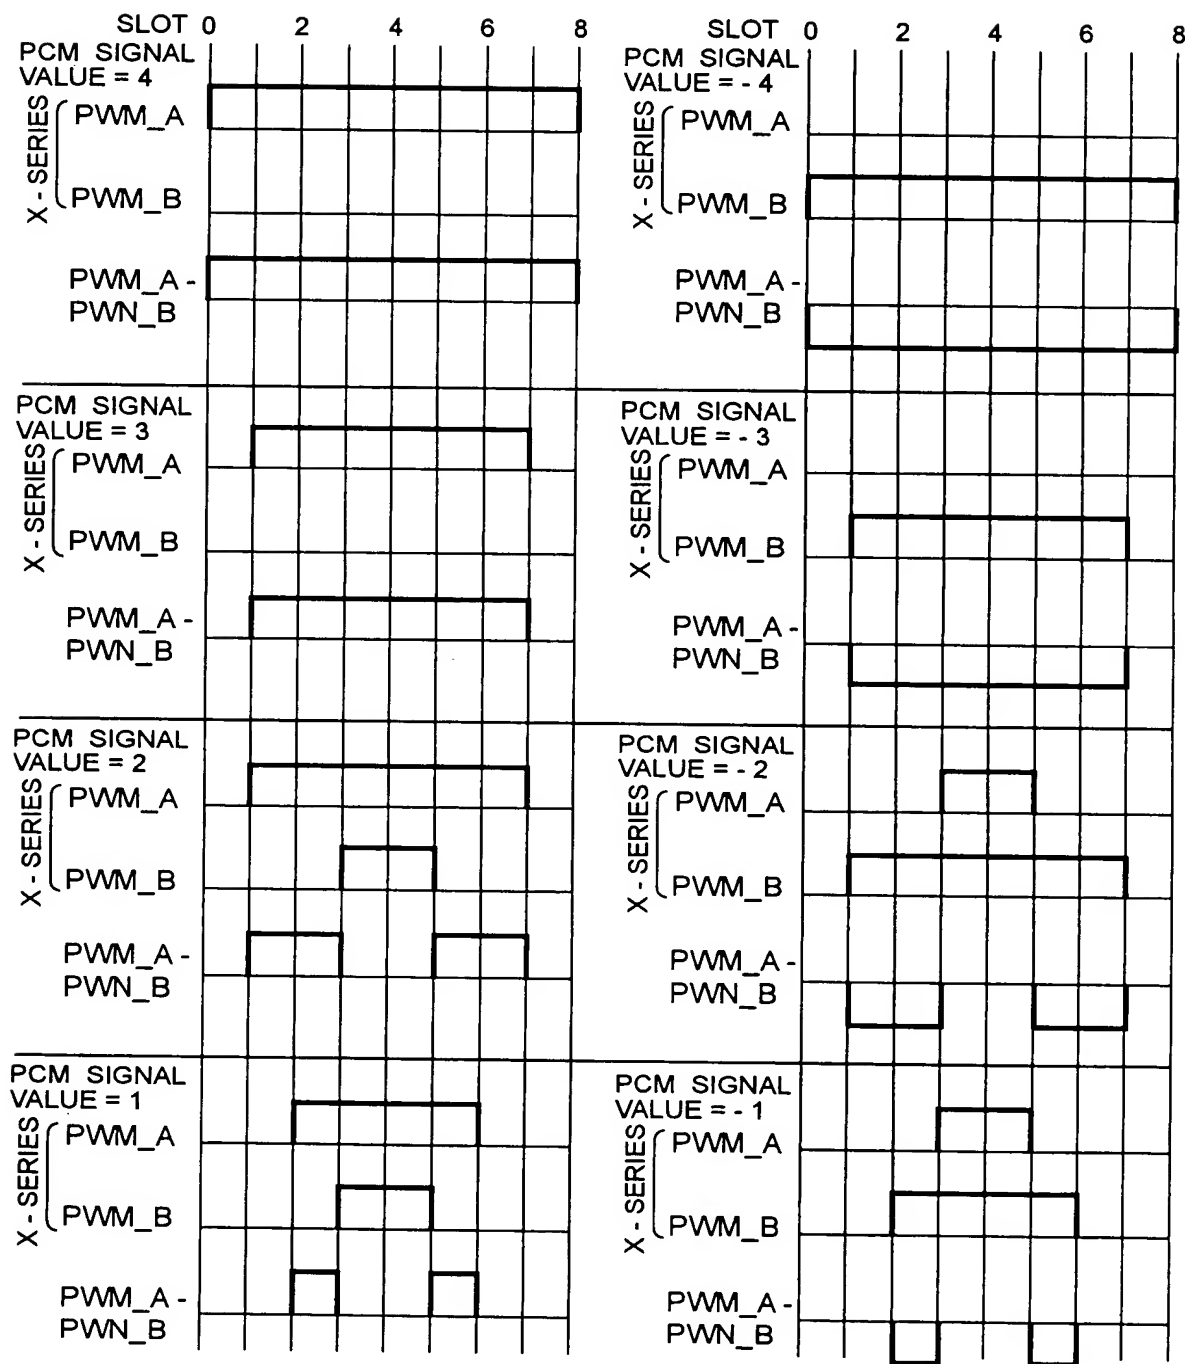 SLOT 0 2 4 6 8
PCM SIGNAL
VALUE = 4
X - SERIES
PWM_A
PWM_B
PWM_A -
PWN_B
PCM SIGNAL
VALUE = 3
X - SERIES
PWM_A
PWM_B
PWM_A -
PWN_B
PCM SIGNAL
VALUE = 2
X - SERIES
PWM_A
PWM_B
PWM_A -
PWN_B
PCM SIGNAL
VALUE = 1
X - SERIES
PWM_A
PWM_B
PWM_A -
PWN_B
SLOT 0 2 4 6 8
PCM SIGNAL
VALUE = - 4
X - SERIES
PWM_A
PWM_B
PWM_A -
PWN_B
PCM SIGNAL
VALUE = - 3
X - SERIES
PWM_A
PWM_B
PWM_A -
PWN_B
PCM SIGNAL
VALUE = - 2
X - SERIES
PWM_A
PWM_B
PWM_A -
PWN_B
PCM SIGNAL
VALUE = - 1
X - SERIES
PWM_A
PWM_B
PWM_A -
PWN_B